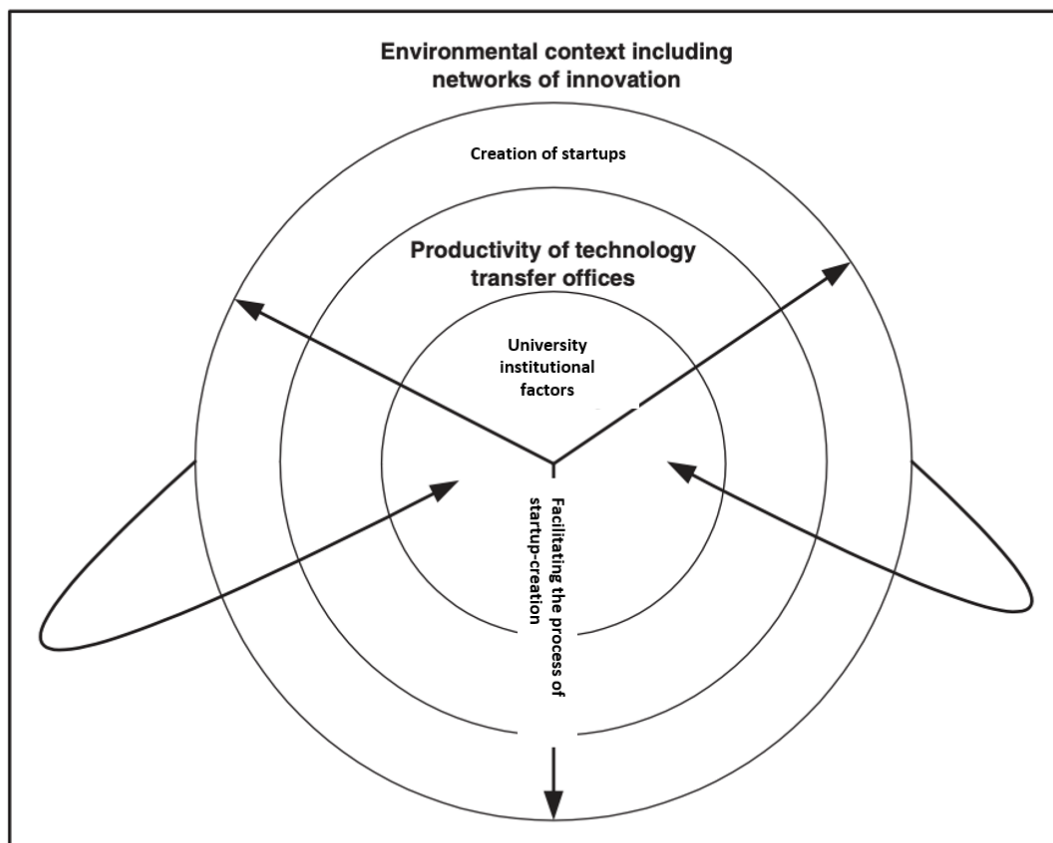 Environmental context including
networks of innovation
Creation of startups
Productivity of technology
transfer offices
University
institutional
factors
Facilitating the process of
startup-creation